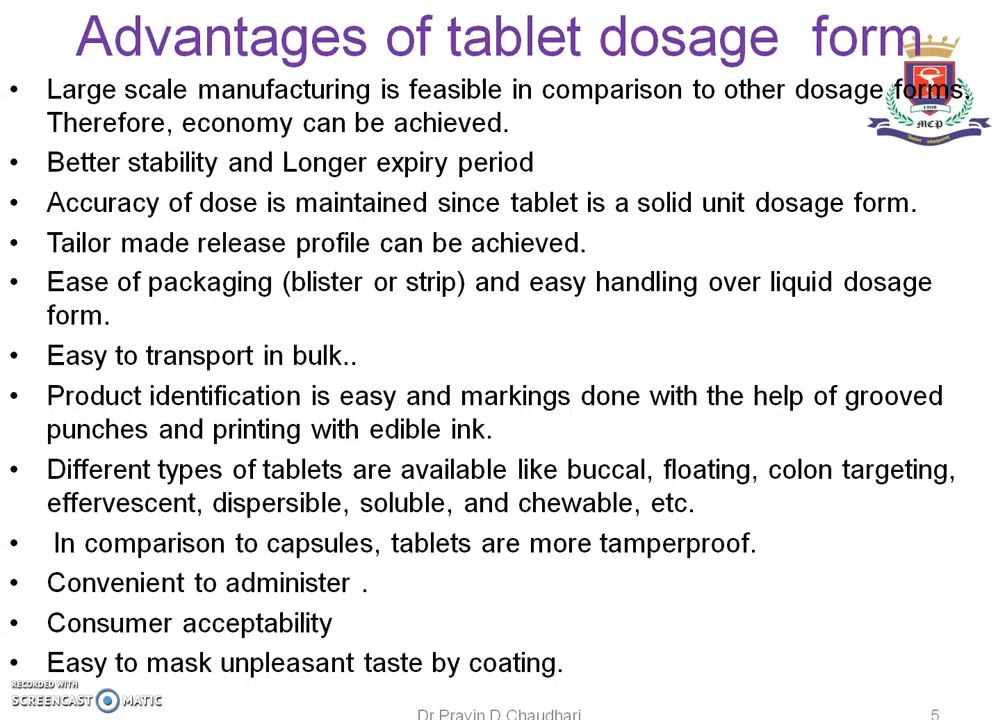 Advantages of tablet dosage form
• Large scale manufacturing is feasible in comparison to other dosage forms.
Therefore, economy can be achieved.
• Better stability and Longer expiry period
• Accuracy of dose is maintained since tablet is a solid unit dosage form.
• Tailor made release profile can be achieved.
• Ease of packaging (blister or strip) and easy handling over liquid dosage
form.
• Easy to transport in bulk..
• Product identification is easy and markings done with the help of grooved
punches and printing with edible ink.
• Different types of tablets are available like buccal, floating, colon targeting,
effervescent, dispersible, soluble, and chewable, etc.
• In comparison to capsules, tablets are more tamperproof.
• Convenient to administer .
• Consumer acceptability
• Easy to mask unpleasant taste by coating.
MCP
RECORDED WITH
SCREENCAST MATIC
Dr Pravin D Chaudhari
5